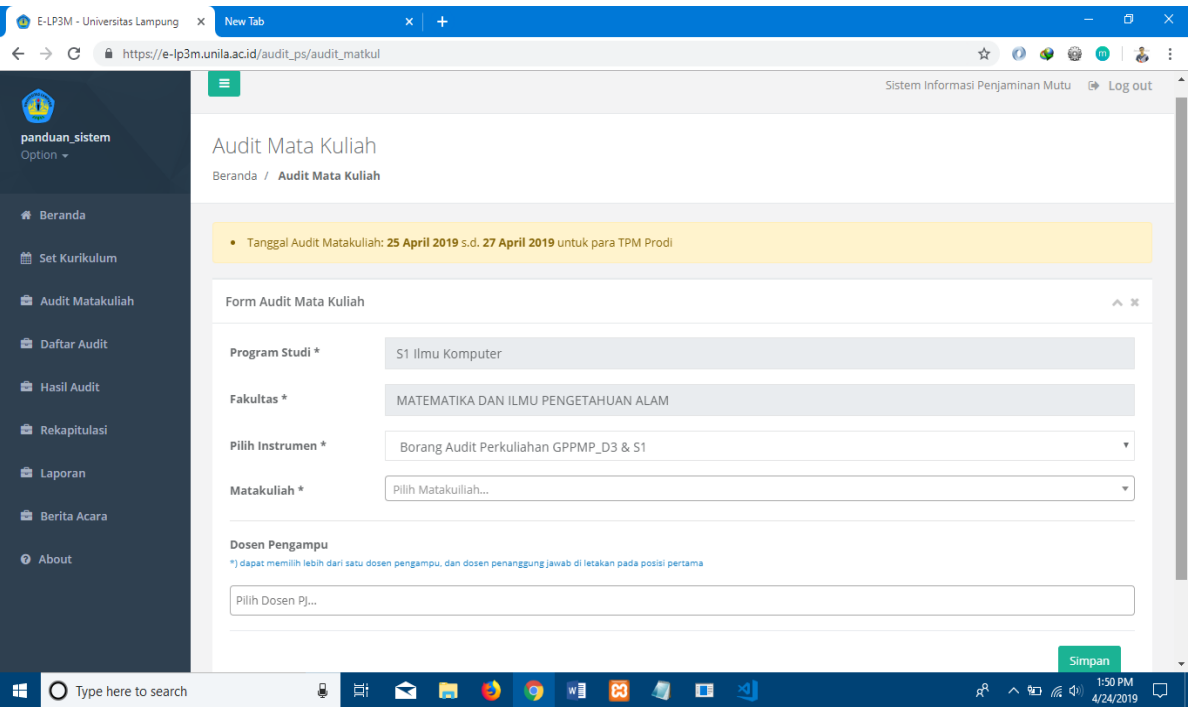 E-LP3M - Universitas Lampung
New Tab
https://e-lp3m.unila.ac.id/audit_ps/audit_matkul
m
Sistem Informasi Penjaminan Mutu Log out
panduan_sistem
Option
Audit Mata Kuliah
Beranda / Audit Mata Kuliah
Beranda
Set Kurikulum
Audit Matakuliah
Daftar Audit
Hasil Audit
Rekapitulasi
Laporan
Berita Acara
About
Tanggal Audit Matakuliah: 25 April 2019 s.d. 27 April 2019 untuk para TPM Prodi
Form Audit Mata Kuliah
Program Studi * S1 Ilmu Komputer
Fakultas * MATEMATIKA DAN ILMU PENGETAHUAN ALAM
Pilih Instrumen * Borang Audit Perkuliahan GPPMP_D3 & S1
Matakuliah * Pilih Matakuiliah...
Dosen Pengampu
*) dapat memilih lebih dari satu dosen pengampu, dan dosen penanggung jawab di letakan pada posisi pertama
Pilih Dosen PJ...
Simpan
Type here to search
1:50 PM
4/24/2019